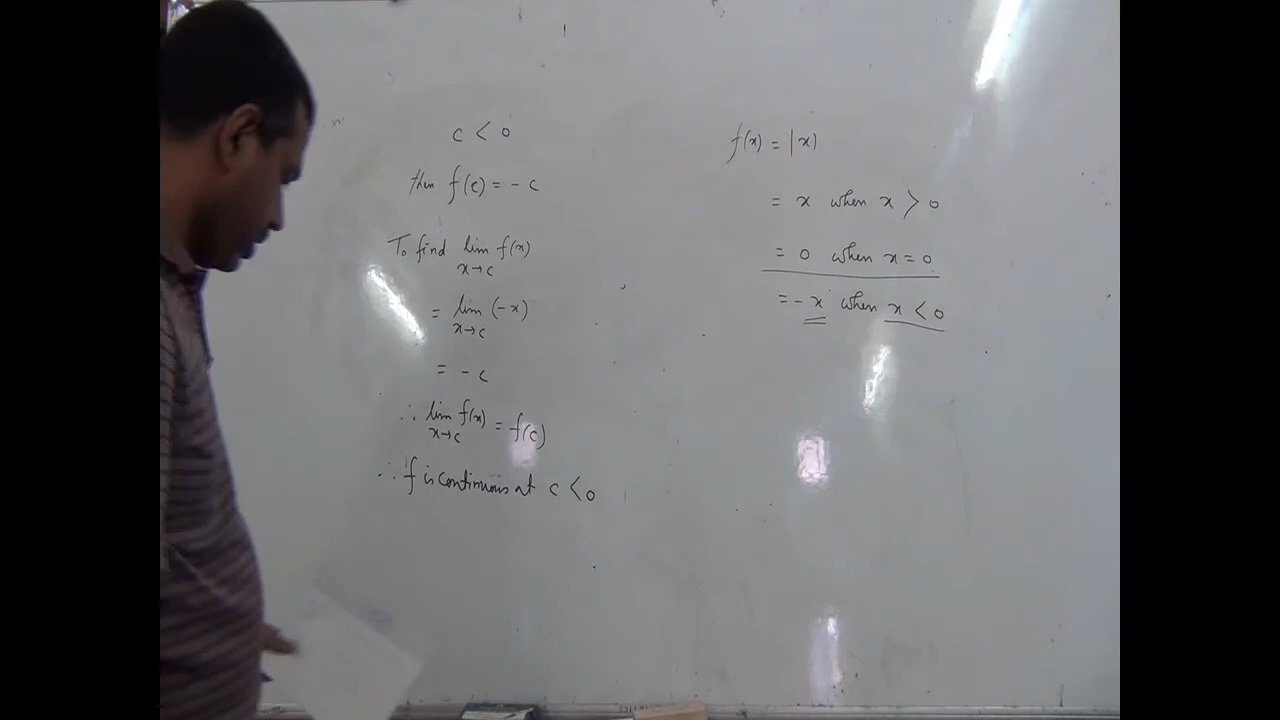 c < 0
then f(c) = - c
To find lim f(x)
x→c
= lim (- x)
x→c
= - c
∴ lim f(x) = f(c)
x→c
∴ f is continuous at c < 0
f(x) = |x|
= x when x > 0
= 0 when x = 0
= - x when x < 0